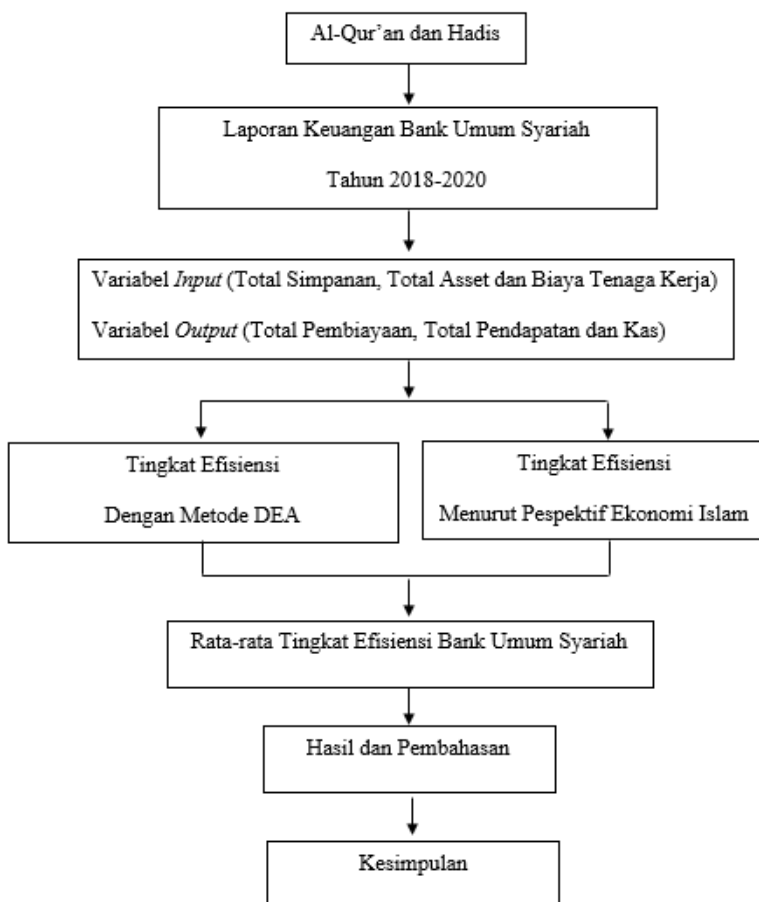 Al-Qur’an dan Hadis
Laporan Keuangan Bank Umum Syariah
Tahun 2018-2020
Variabel Input (Total Simpanan, Total Asset dan Biaya Tenaga Kerja)
Variabel Output (Total Pembiayaan, Total Pendapatan dan Kas)
Tingkat Efisiensi
Dengan Metode DEA
Tingkat Efisiensi
Menurut Pespektif Ekonomi Islam
Rata-rata Tingkat Efisiensi Bank Umum Syariah
Hasil dan Pembahasan
Kesimpulan